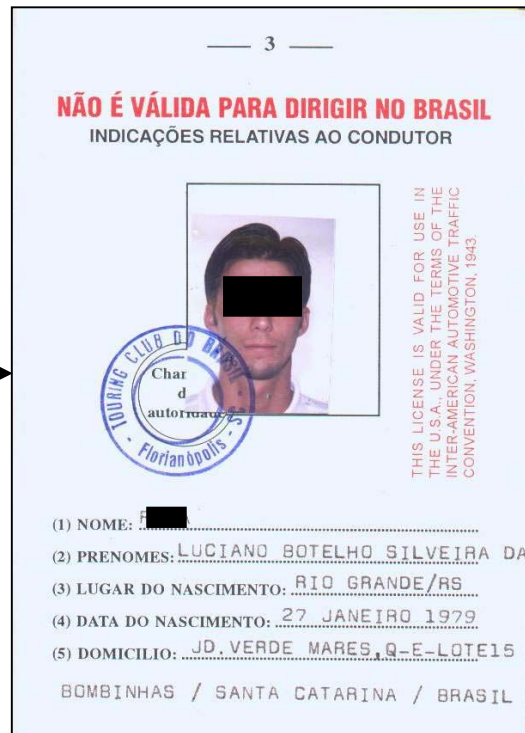 — 3 —
NÃO É VÁLIDA PARA DIRIGIR NO BRASIL
INDICAÇÕES RELATIVAS AO CONDUTOR
THIS LICENSE IS VALID FOR USE IN
THE U.S.A., UNDER THE TERMS OF THE
INTER-AMERICAN AUTOMOTIVE TRAFFIC
CONVENTION, WASHINGTON, 1943.
TOURING CLUB DO BRASIL
- Florianópolis - SC
Char
d
autoridade
(1) NOME:
(2) PRENOMES: LUCIANO BOTELHO SILVEIRA DA
(3) LUGAR DO NASCIMENTO: RIO GRANDE/RS
(4) DATA DO NASCIMENTO: 27 JANEIRO 1979
(5) DOMICILIO: JD.VERDE MARES,Q-E-LOTE15
BOMBINHAS / SANTA CATARINA / BRASIL